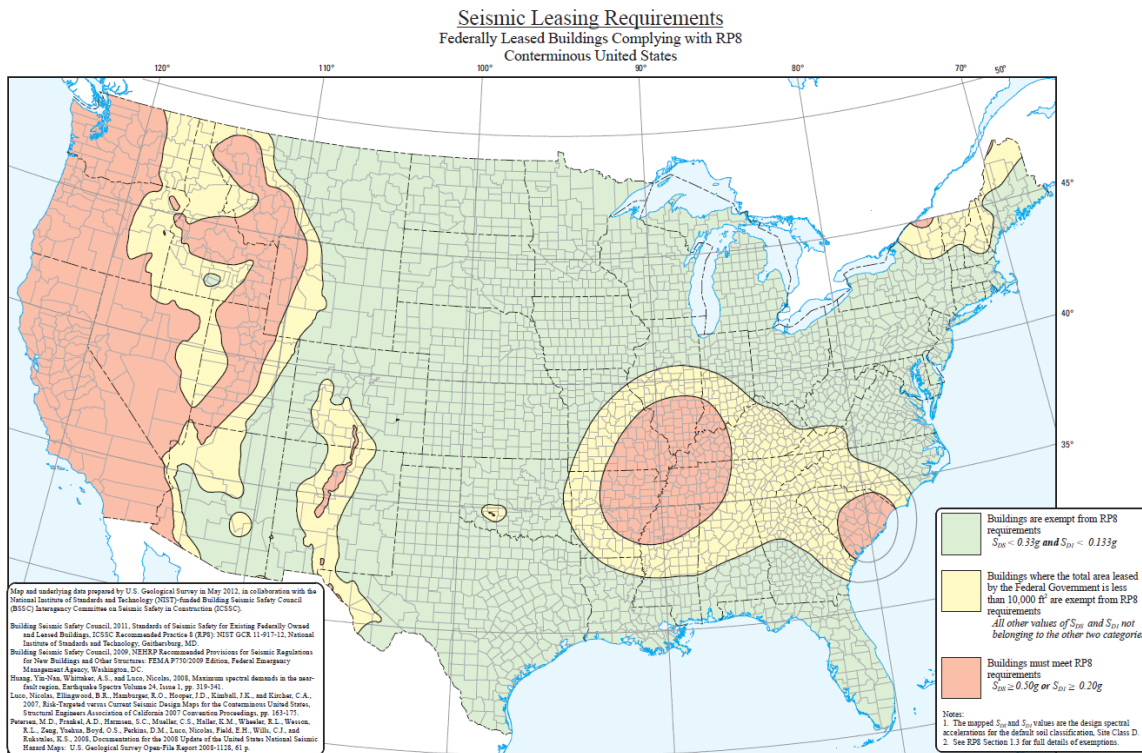 Seismic Leasing Requirements
Federally Leased Buildings Complying with RP8
Conterminous United States
120°
110°
100°
90°
80°
70°
50°
45°
40°
35°
Map and underlying data prepared by U.S. Geological Survey in May 2012, in collaboration with the
National Institute of Standards and Technology (NIST)-funded Building Seismic Safety Council
(BSSC) Interagency Committee on Seismic Safety in Construction (ICSSC).
Building Seismic Safety Council, 2011, Standards of Seismic Safety for Existing Federally Owned
and Leased Buildings, ICSSC Recommended Practice 8 (RP8): NIST GCR 11-917-12, National
Institute of Standards and Technology, Gaithersburg, MD.
Building Seismic Safety Council, 2009, NEHRP Recommended Provisions for Seismic Regulations
for New Buildings and Other Structures: FEMA P750/2009 Edition, Federal Emergency
Management Agency, Washington, DC.
Huang, Yin-Nan, Whittaker, A.S., and Luco, Nicolas, 2008, Maximum spectral demands in the near-
fault region, Earthquake Spectra Volume 24, Issue 1, pp. 319-341.
Luco, Nicolas, Ellingwood, B.R., Hamburger, R.O., Hooper, J.D., Kimball, J.K., and Kircher, C.A.,
2007, Risk-Targeted versus Current Seismic Design Maps for the Conterminous United States,
Structural Engineers Association of California 2007 Convention Proceedings, pp. 163-175.
Petersen, M.D., Frankel, A.D., Harmsen, S.C., Mueller, C.S., Haller, K.M., Wheeler, R.L., Wesson,
R.L., Zeng, Yuehua, Boyd, O.S., Perkins, D.M., Luco, Nicolas, Field, E.H., Wills, C.J., and
Rukstales, K.S., 2008, Documentation for the 2008 Update of the United States National Seismic
Hazard Maps: U.S. Geological Survey Open-File Report 2008-1128, 61 p.
Buildings are exempt from RP8
requirements
S_DS < 0.33g and S_D1 < 0.133g
Buildings where the total area leased
by the Federal Government is less
than 10,000 ft² are exempt from RP8
requirements
All other values of S_DS and S_D1 not
belonging to the other two categorie
Buildings must meet RP8
requirements
S_DS ≥ 0.50g or S_D1 ≥ 0.20g
Notes:
1. The mapped S_DS and S_D1 values are the design spectral
accelerations for the default soil classification, Site Class D.
2. See RP8 Section 1.3 for full details of exemptions.